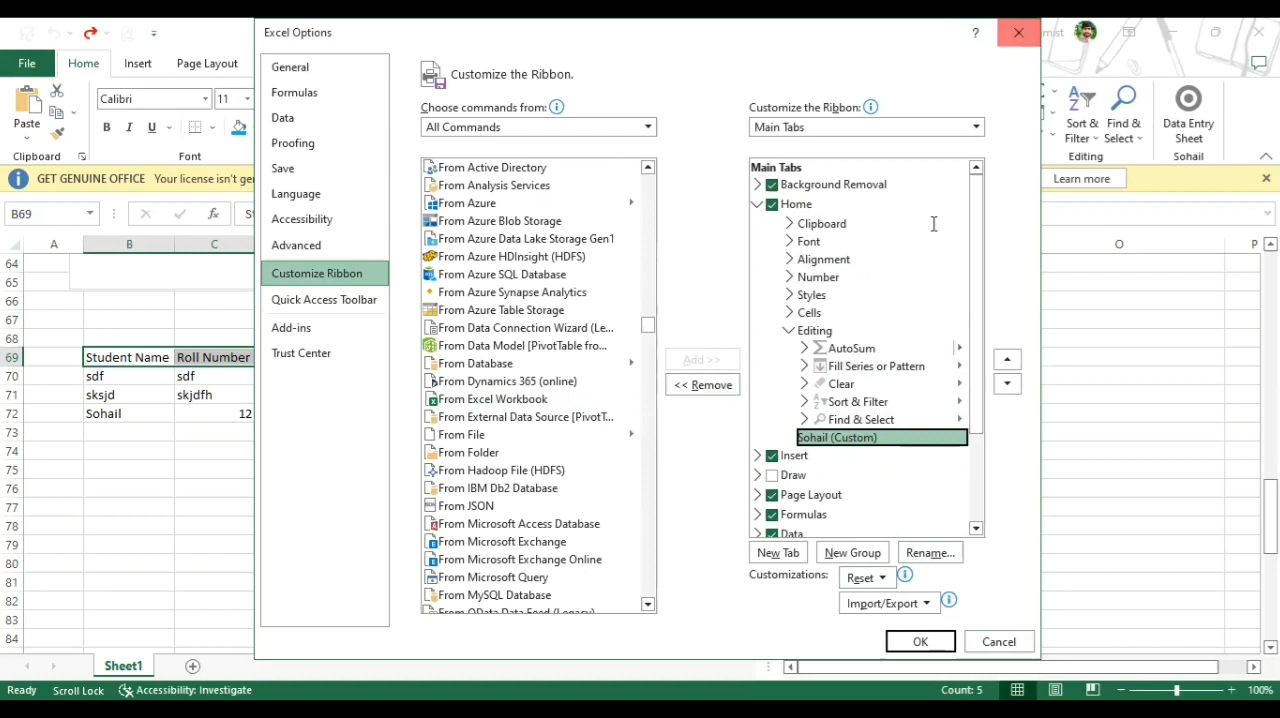 Excel Options
?
mist
File
Home
Insert
Page Layout
Paste
Clipboard
Calibri
11
B
I
U
Font
Sort &
Filter
Find &
Select
Editing
Data Entry
Sheet
Sohail
GET GENUINE OFFICE Your license isn't ger
Learn more
B69
fx
St
A
B
C
O
P
64
65
66
67
68
69
Student Name
Roll Number
70
sdf
sdf
71
sksjd
skjdfh
72
Sohail
12
73
74
75
76
77
78
79
80
81
82
83
84
General
Formulas
Data
Proofing
Save
Language
Accessibility
Advanced
Customize Ribbon
Quick Access Toolbar
Add-ins
Trust Center
Customize the Ribbon.
Choose commands from:
All Commands
From Active Directory
From Analysis Services
From Azure
From Azure Blob Storage
From Azure Data Lake Storage Gen1
From Azure HDInsight (HDFS)
From Azure SQL Database
From Azure Synapse Analytics
From Azure Table Storage
From Data Connection Wizard (Le...
From Data Model [PivotTable fro...
From Database
From Dynamics 365 (online)
From Excel Workbook
From External Data Source [PivotT...
From File
From Folder
From Hadoop File (HDFS)
From IBM Db2 Database
From JSON
From Microsoft Access Database
From Microsoft Exchange
From Microsoft Exchange Online
From Microsoft Query
From MySQL Database
From OData Data Feed (Legacy)
Add >>
<< Remove
Customize the Ribbon:
Main Tabs
Main Tabs
Background Removal
Home
Clipboard
Font
Alignment
Number
Styles
Cells
Editing
AutoSum
Fill Series or Pattern
Clear
Sort & Filter
Find & Select
Sohail (Custom)
Insert
Draw
Page Layout
Formulas
Data
New Tab
New Group
Rename...
Customizations:
Reset
Import/Export
OK
Cancel
Sheet1
Ready
Scroll Lock
Accessibility: Investigate
Count: 5
100%